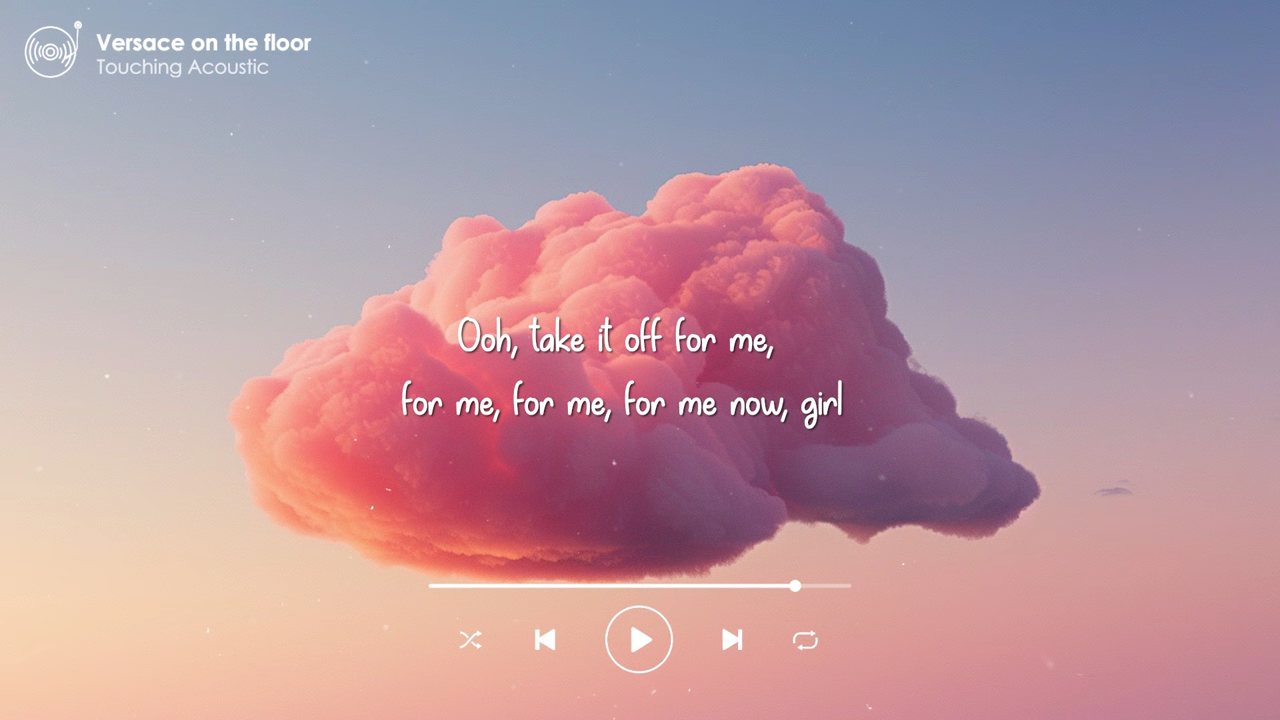 Versace on the floor
Touching Acoustic
Ooh, take it off for me,
for me, for me, for me now, girl